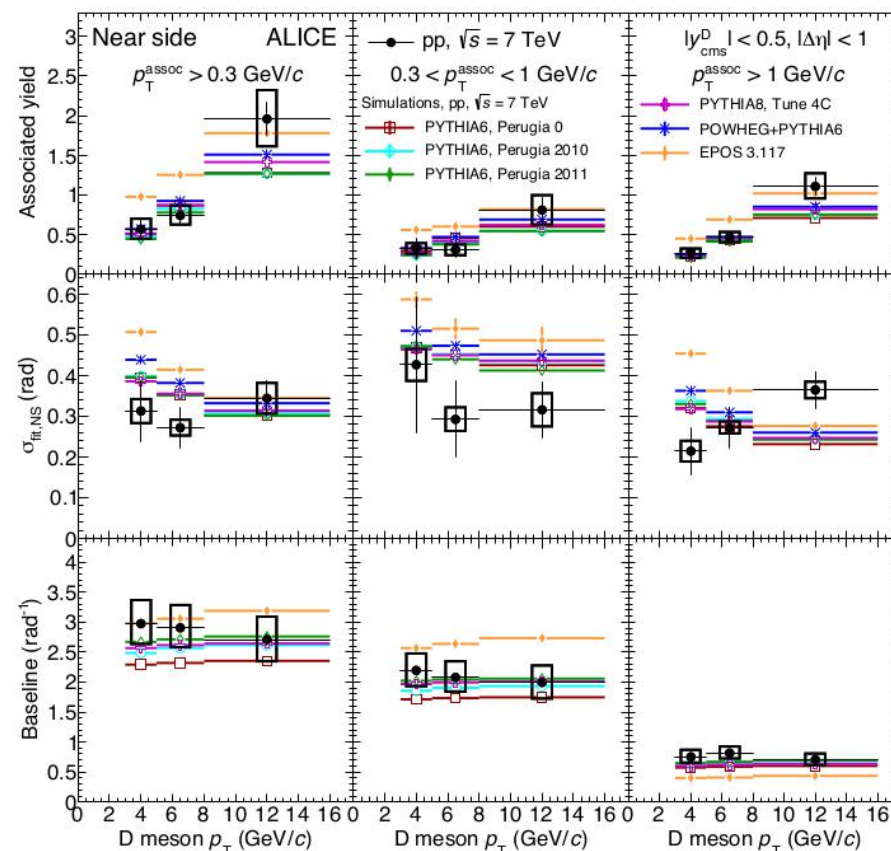 Near side ALICE
p_T^assoc > 0.3 GeV/c
pp, √s = 7 TeV
0.3 < p_T^assoc < 1 GeV/c
Simulations, pp, √s = 7 TeV
PYTHIA6, Perugia 0
PYTHIA6, Perugia 2010
PYTHIA6, Perugia 2011
|y_cms^D| < 0.5, |Δη| < 1
p_T^assoc > 1 GeV/c
PYTHIA8, Tune 4C
POWHEG+PYTHIA6
EPOS 3.117
Associated yield
3
2.5
2
1.5
1
0.5
0
σ_fit,NS (rad)
0.6
0.5
0.4
0.3
0.2
0.1
0
Baseline (rad⁻¹)
4
3.5
3
2.5
2
1.5
1
0.5
0
0 2 4 6 8 10 12 14 16
0 2 4 6 8 10 12 14 16
0 2 4 6 8 10 12 14 16
D meson p_T (GeV/c)
D meson p_T (GeV/c)
D meson p_T (GeV/c)